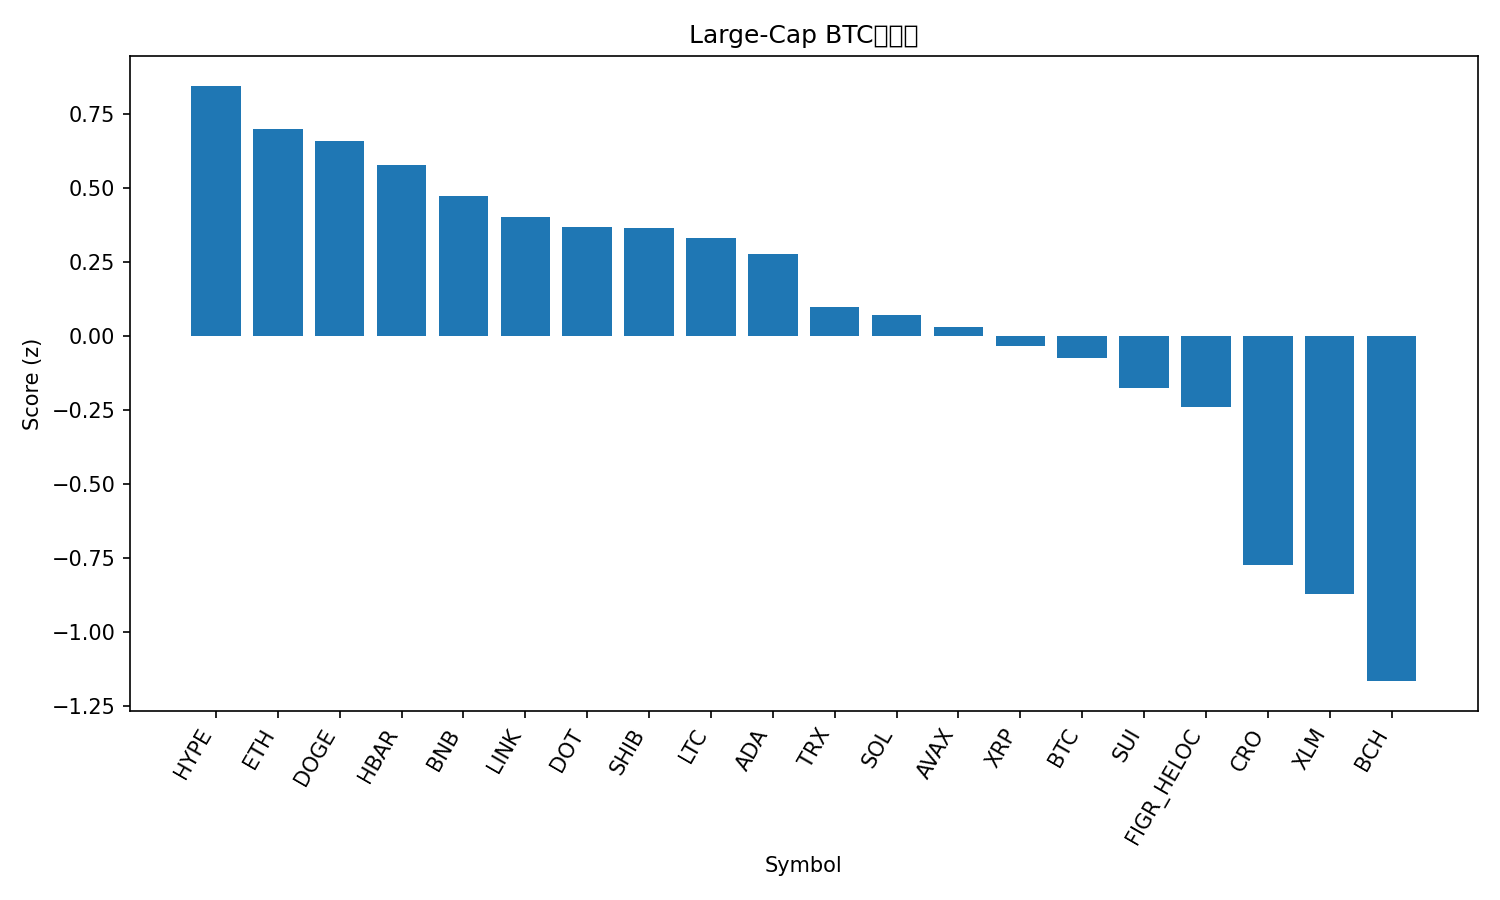 Large-Cap BTC
Score (z)
0.75
0.50
0.25
0.00
−0.25
−0.50
−0.75
−1.00
−1.25
HYPE
ETH
DOGE
HBAR
BNB
LINK
DOT
SHIB
LTC
ADA
TRX
SOL
AVAX
XRP
BTC
SUI
FIGR_HELOC
CRO
XLM
BCH
Symbol